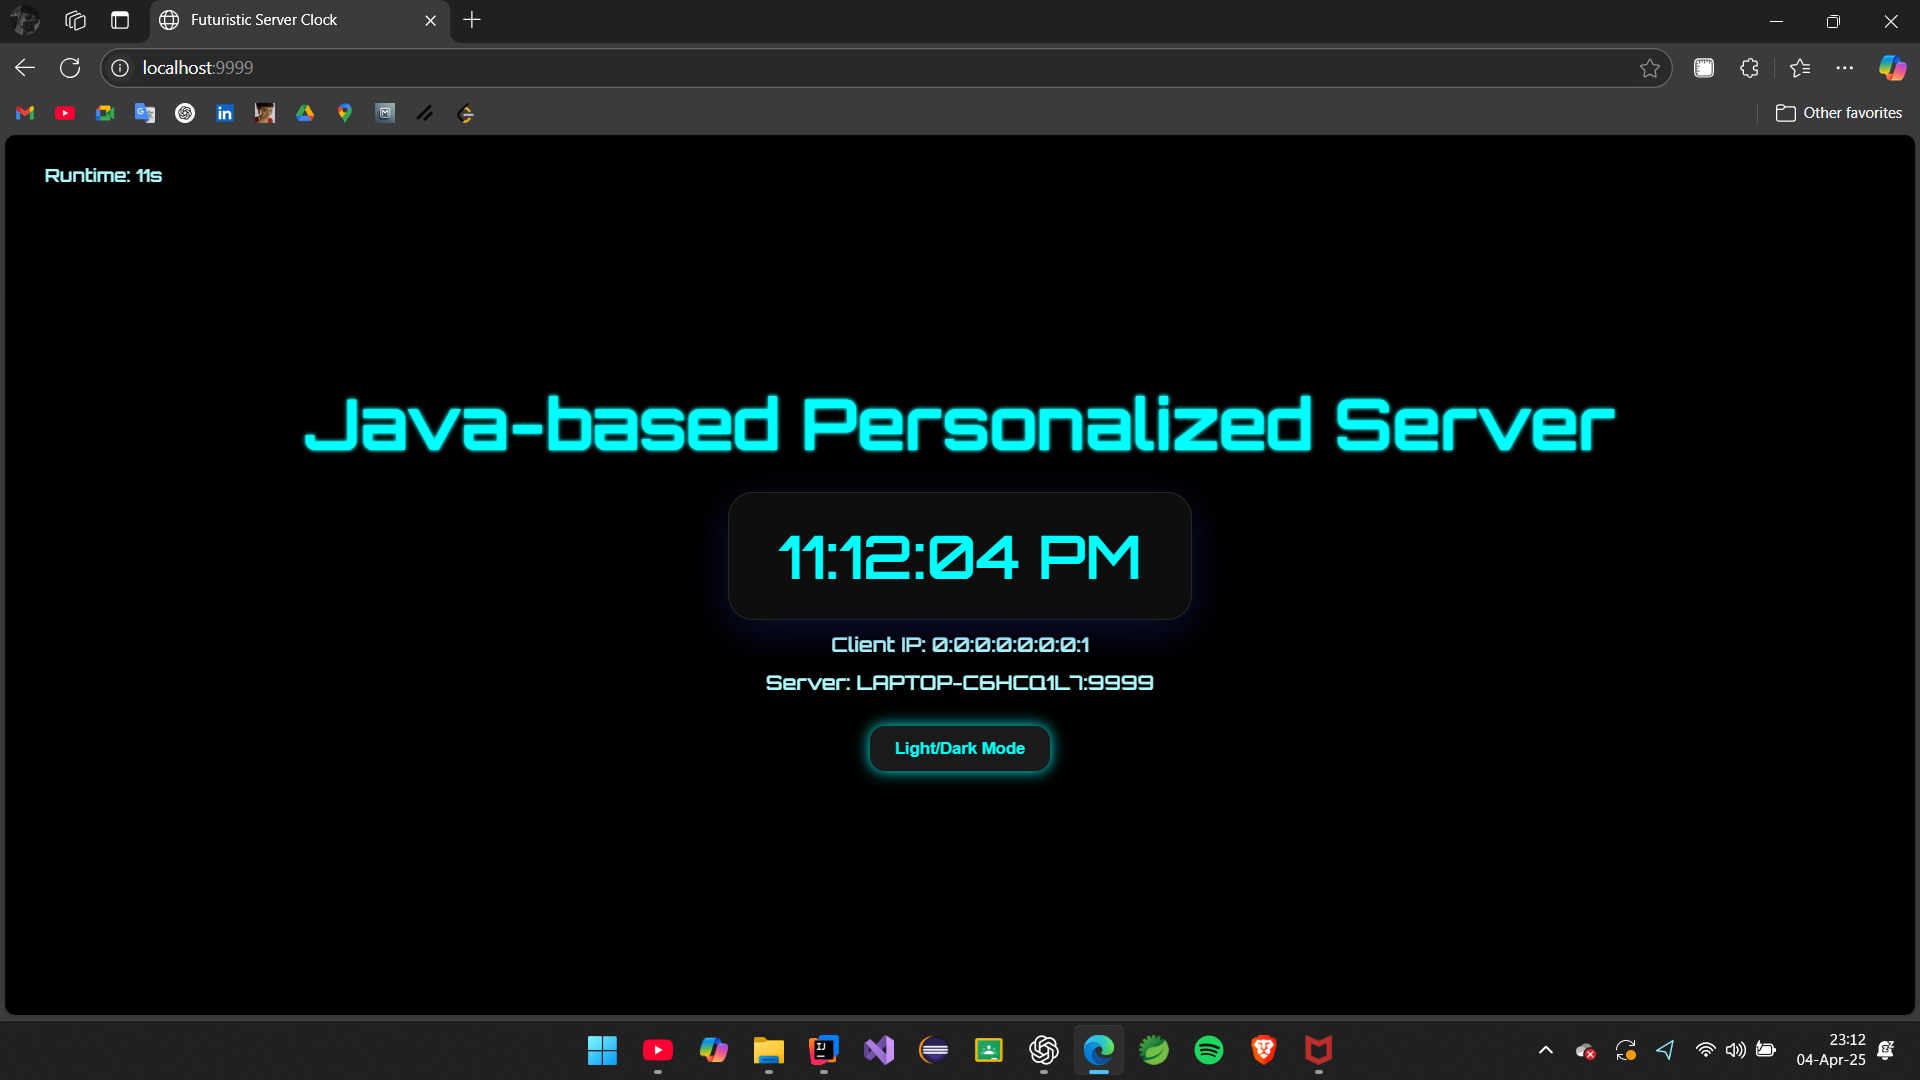 Futuristic Server Clock
localhost:9999
Other favorites
Runtime: 11s
Java-based Personalized Server
11:12:04 PM
Client IP: 0:0:0:0:0:0:0:1
Server: LAPTOP-C6HCQ1L7:9999
Light/Dark Mode
23:12
04-Apr-25